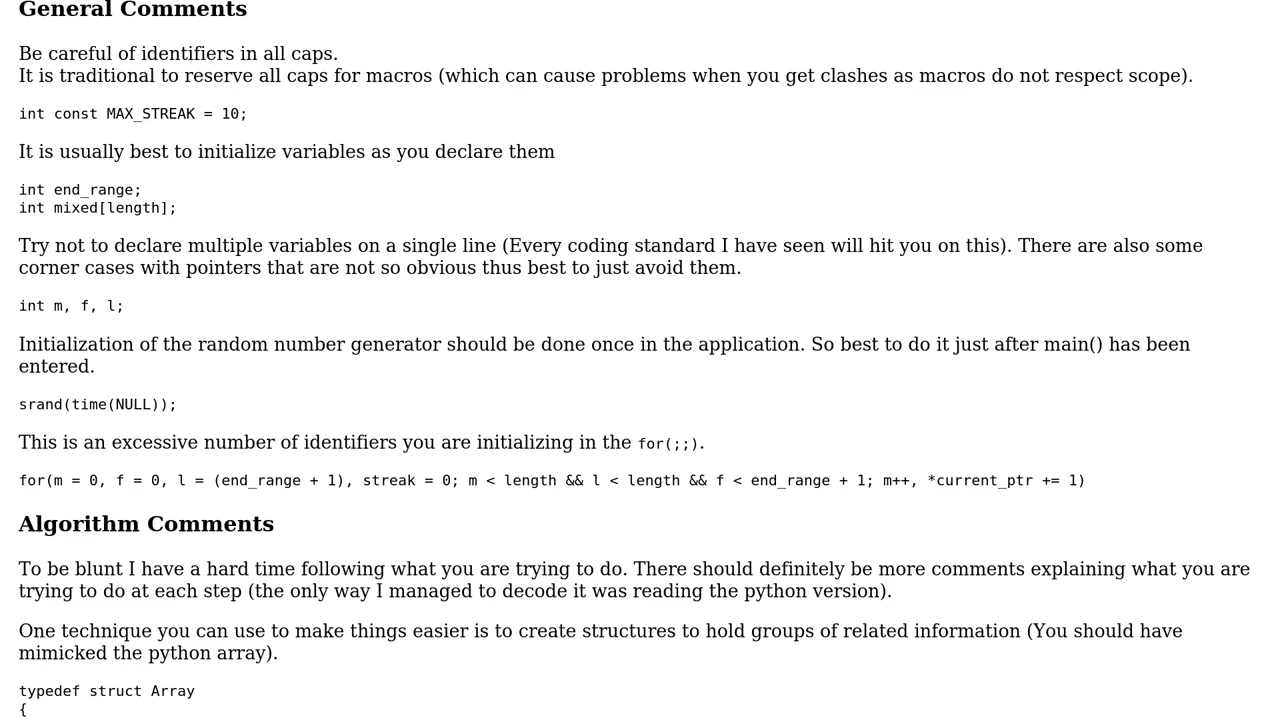 General Comments
Be careful of identifiers in all caps.
It is traditional to reserve all caps for macros (which can cause problems when you get clashes as macros do not respect scope).
int const MAX_STREAK = 10;
It is usually best to initialize variables as you declare them
int end_range;
int mixed[length];
Try not to declare multiple variables on a single line (Every coding standard I have seen will hit you on this). There are also some
corner cases with pointers that are not so obvious thus best to just avoid them.
int m, f, l;
Initialization of the random number generator should be done once in the application. So best to do it just after main() has been
entered.
srand(time(NULL));
This is an excessive number of identifiers you are initializing in the for(;;).
for(m = 0, f = 0, l = (end_range + 1), streak = 0; m < length && l < length && f < end_range + 1; m++, *current_ptr += 1)
Algorithm Comments
To be blunt I have a hard time following what you are trying to do. There should definitely be more comments explaining what you are
trying to do at each step (the only way I managed to decode it was reading the python version).
One technique you can use to make things easier is to create structures to hold groups of related information (You should have
mimicked the python array).
typedef struct Array
{